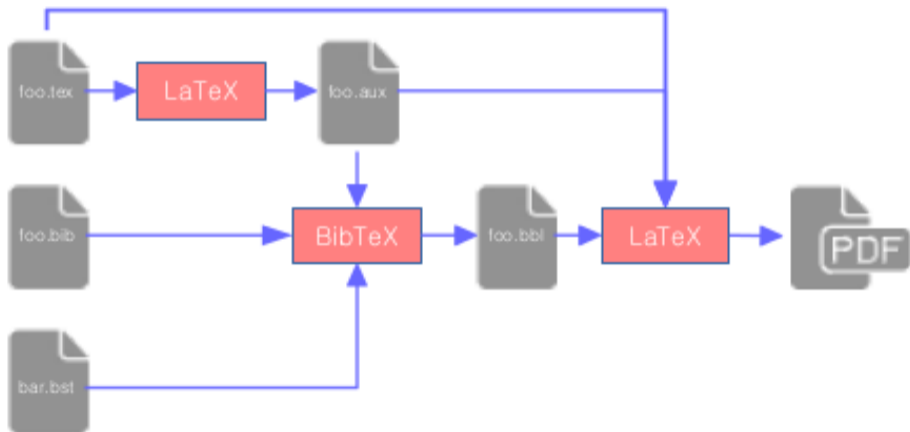 foo.tex
LaTeX
foo.aux
foo.bib
BibTeX
foo.bbl
LaTeX
PDF
bar.bst